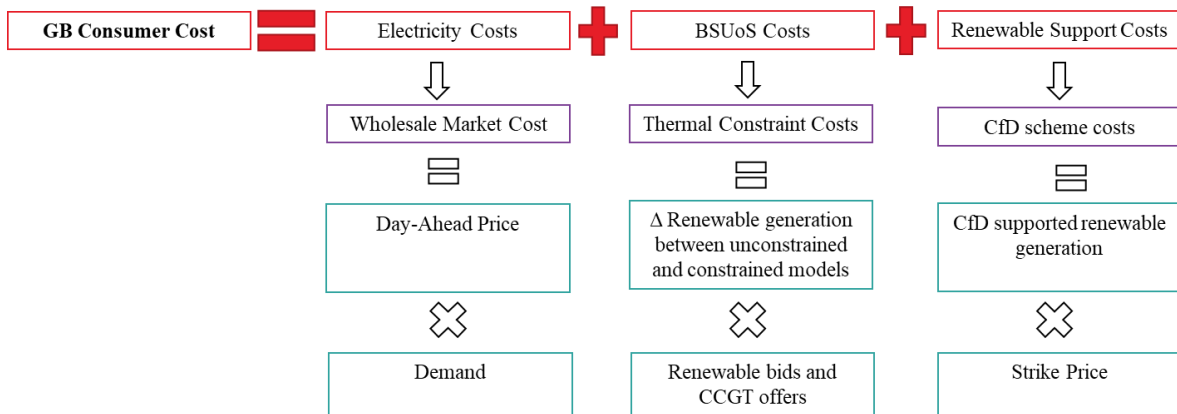 GB Consumer Cost
Electricity Costs
BSUoS Costs
Renewable Support Costs
Wholesale Market Cost
Thermal Constraint Costs
CfD scheme costs
Day-Ahead Price
Δ Renewable generation
between unconstrained
and constrained models
CfD supported renewable
generation
Demand
Renewable bids and
CCGT offers
Strike Price